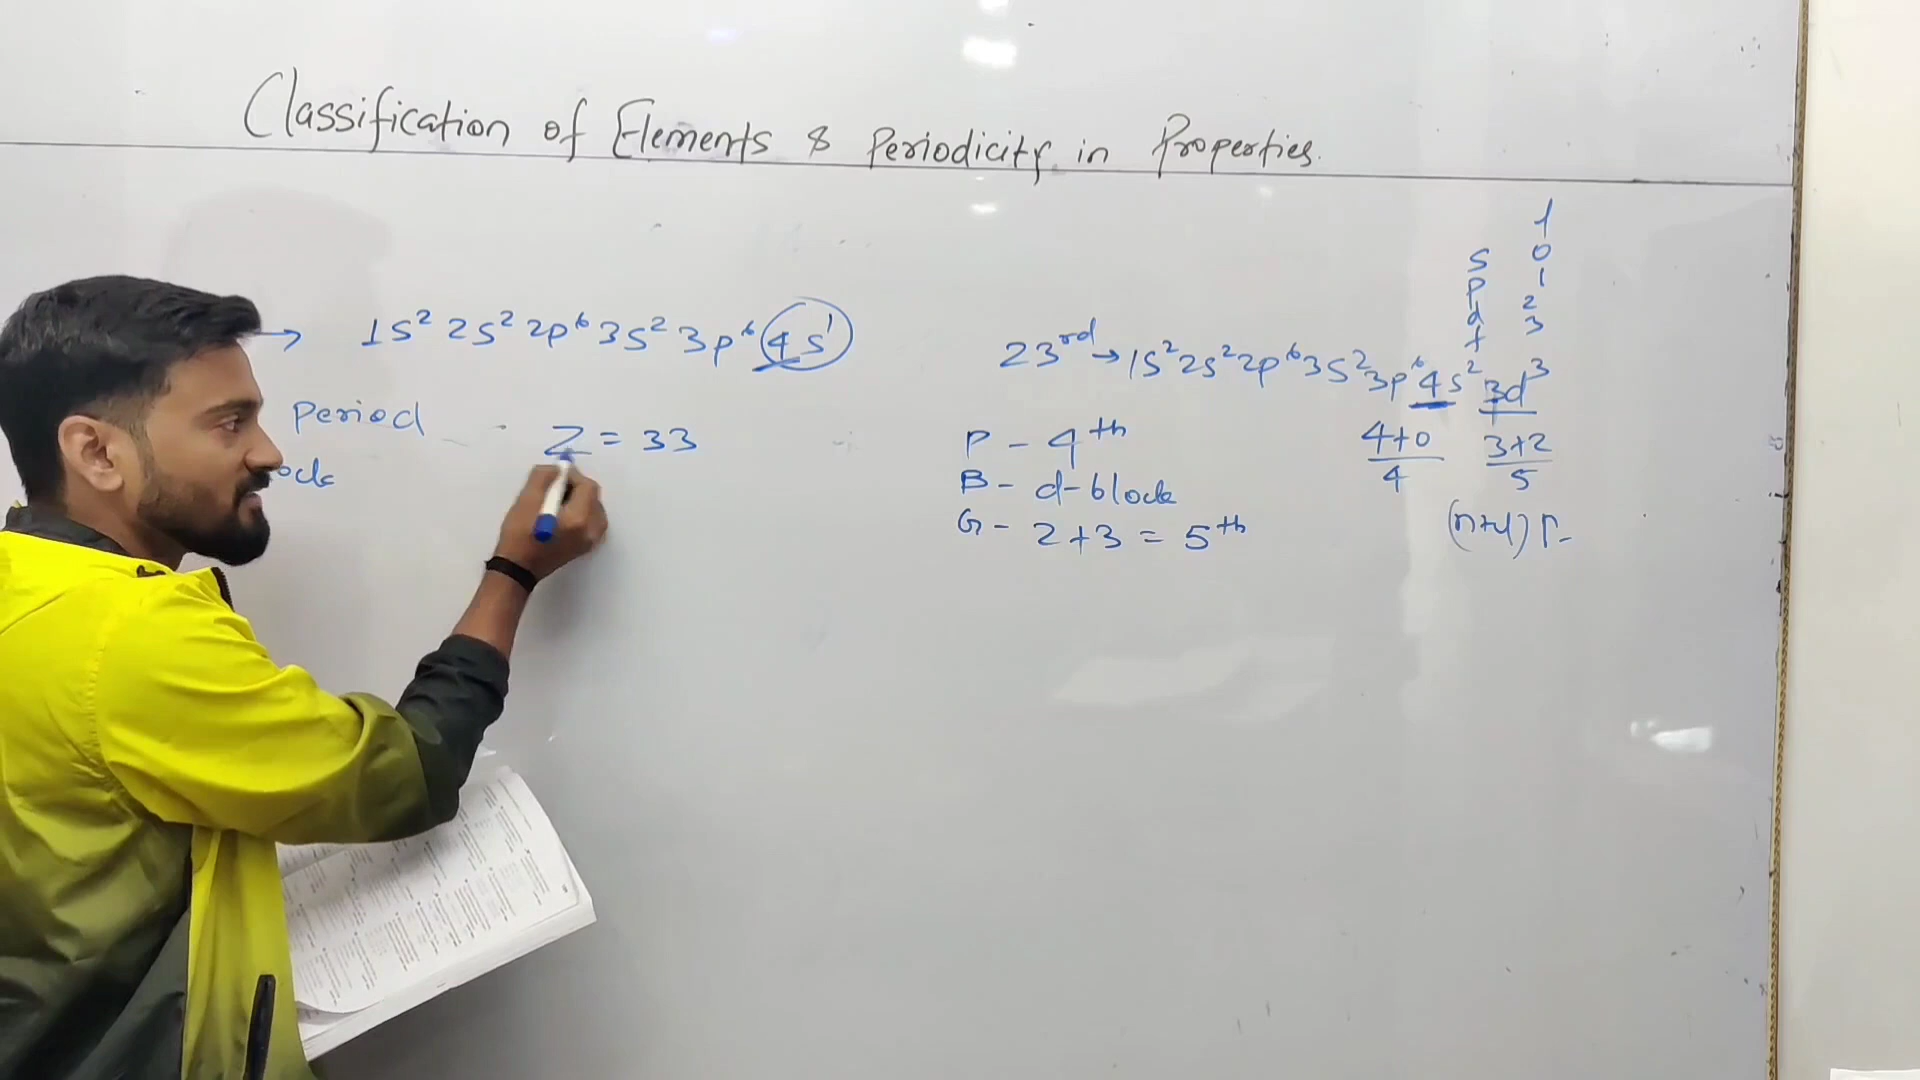 Classification of Elements & Periodicity in Properties.
→ 1s² 2s² 2p⁶ 3s² 3p⁶ 4s¹
Period
ock
Z = 33
l
s 0
p 1
d 2
f 3
23rd → 1s² 2s² 2p⁶ 3s² 3p⁶ 4s² 3d³
P - 4th
B - d-block
G - 2+3 = 5th
4+0 3+2
4 5
(n+l) r-